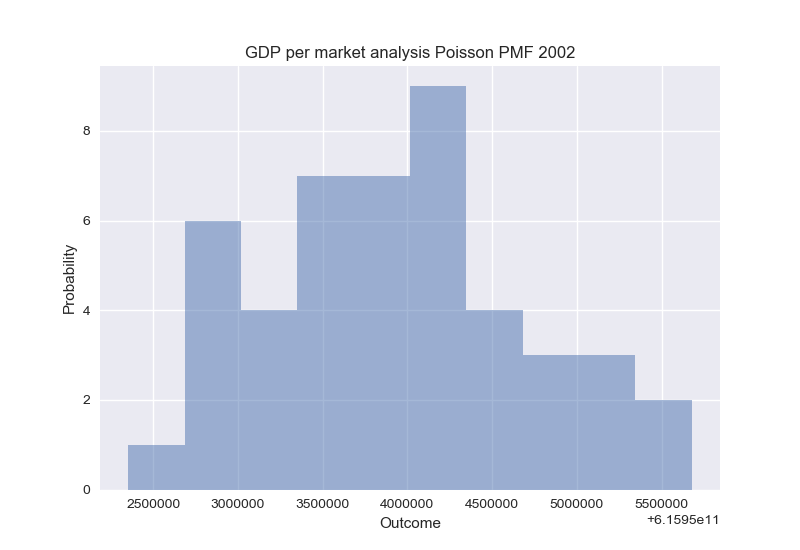 GDP per market analysis Poisson PMF 2002
Probability
8
6
4
2
0
2500000 3000000 3500000 4000000 4500000 5000000 5500000
+6.1595e11
Outcome